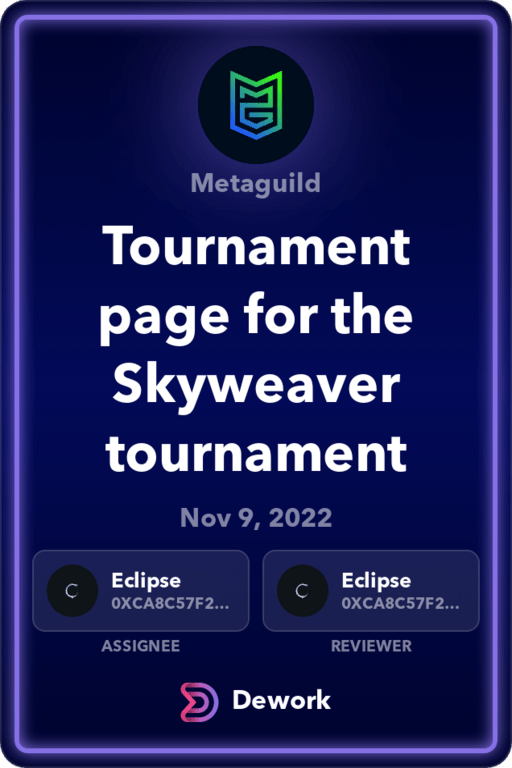 Metaguild
Tournament
page for the
Skyweaver
tournament
Nov 9, 2022
Eclipse
0XCA8C57F2...
ASSIGNEE
Eclipse
0XCA8C57F2...
REVIEWER
Dework